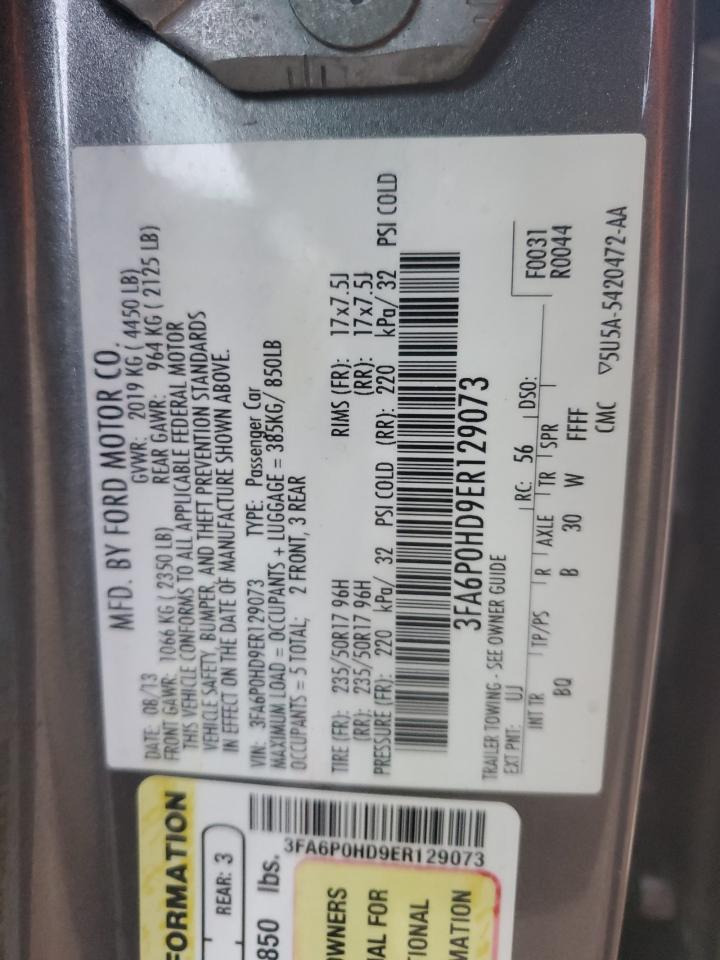 MFD. BY FORD MOTOR CO.
DATE: 08/13 GVWR: 2019 KG ( 4450 LB)
FRONT GAWR: 1066 KG ( 2350 LB) REAR GAWR: 964 KG ( 2125 LB)
THIS VEHICLE CONFORMS TO ALL APPLICABLE FEDERAL MOTOR
VEHICLE SAFETY, BUMPER, AND THEFT PREVENTION STANDARDS
IN EFFECT ON THE DATE OF MANUFACTURE SHOWN ABOVE.
VIN: 3FA6P0HD9ER129073 TYPE: Passenger Car
MAXIMUM LOAD = OCCUPANTS + LUGGAGE = 385KG/ 850LB
OCCUPANTS = 5 TOTAL; 2 FRONT, 3 REAR
TIRE (FR): 235/50R17 96H RIMS (FR): 17x7.5J
(RR): 235/50R17 96H (RR): 17x7.5J
PRESSURE (FR): 220 kPa/ 32 PSI COLD (RR): 220 kPa/ 32 PSI COLD
3FA6P0HD9ER129073
TRAILER TOWING - SEE OWNER GUIDE
EXT PNT: UJ RC: 56 DSO: F0031
R0044
INT TR TP/PS R AXLE TR SPR
BQ B 30 W FFFF
CMC ▽5U5A-5420472-AA
FORMATION
REAR: 3
850 lbs.
3FA6P0HD9ER129073
OWNERS
AL FOR
TIONAL
MATION